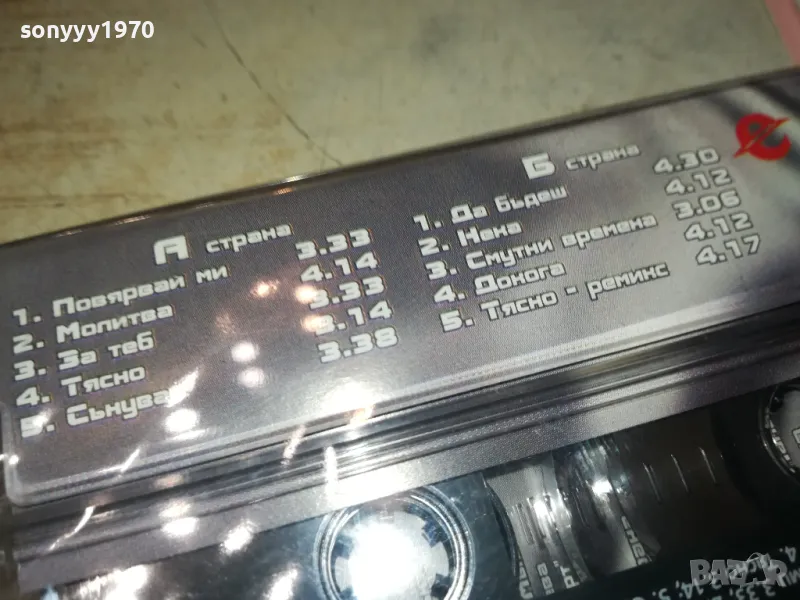 sonyyy1970
А страна
1. Повярвай ми 3.33
2. Молитва 4.14
3. За теб 3.33
4. Тясно 3.14
5. 3.38
Б страна
1. Да бъдеш 4.30
2. Нека 4.12
3. Смутни времена 3.06
4. Докога 4.12
5. Тясно - ремикс 4.17
BAZAR